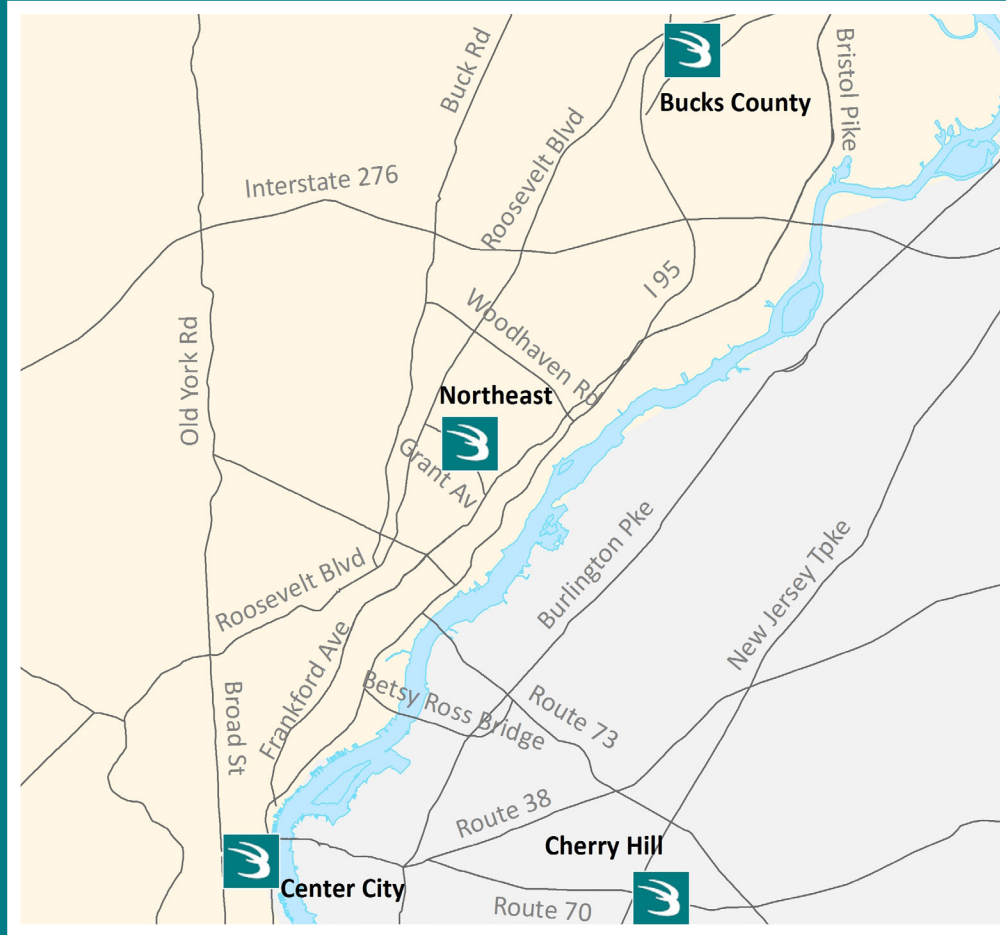 Buck Rd
Bristol Pike
Bucks County
Roosevelt Blvd
Interstate 276
I 95
Woodhaven Rd
Old York Rd
Northeast
Grant Av
Burlington Pke
New Jersey Tpke
Roosevelt Blvd
Frankford Ave
Betsy Ross Bridge
Route 73
Broad St
Route 38
Cherry Hill
Center City
Route 70